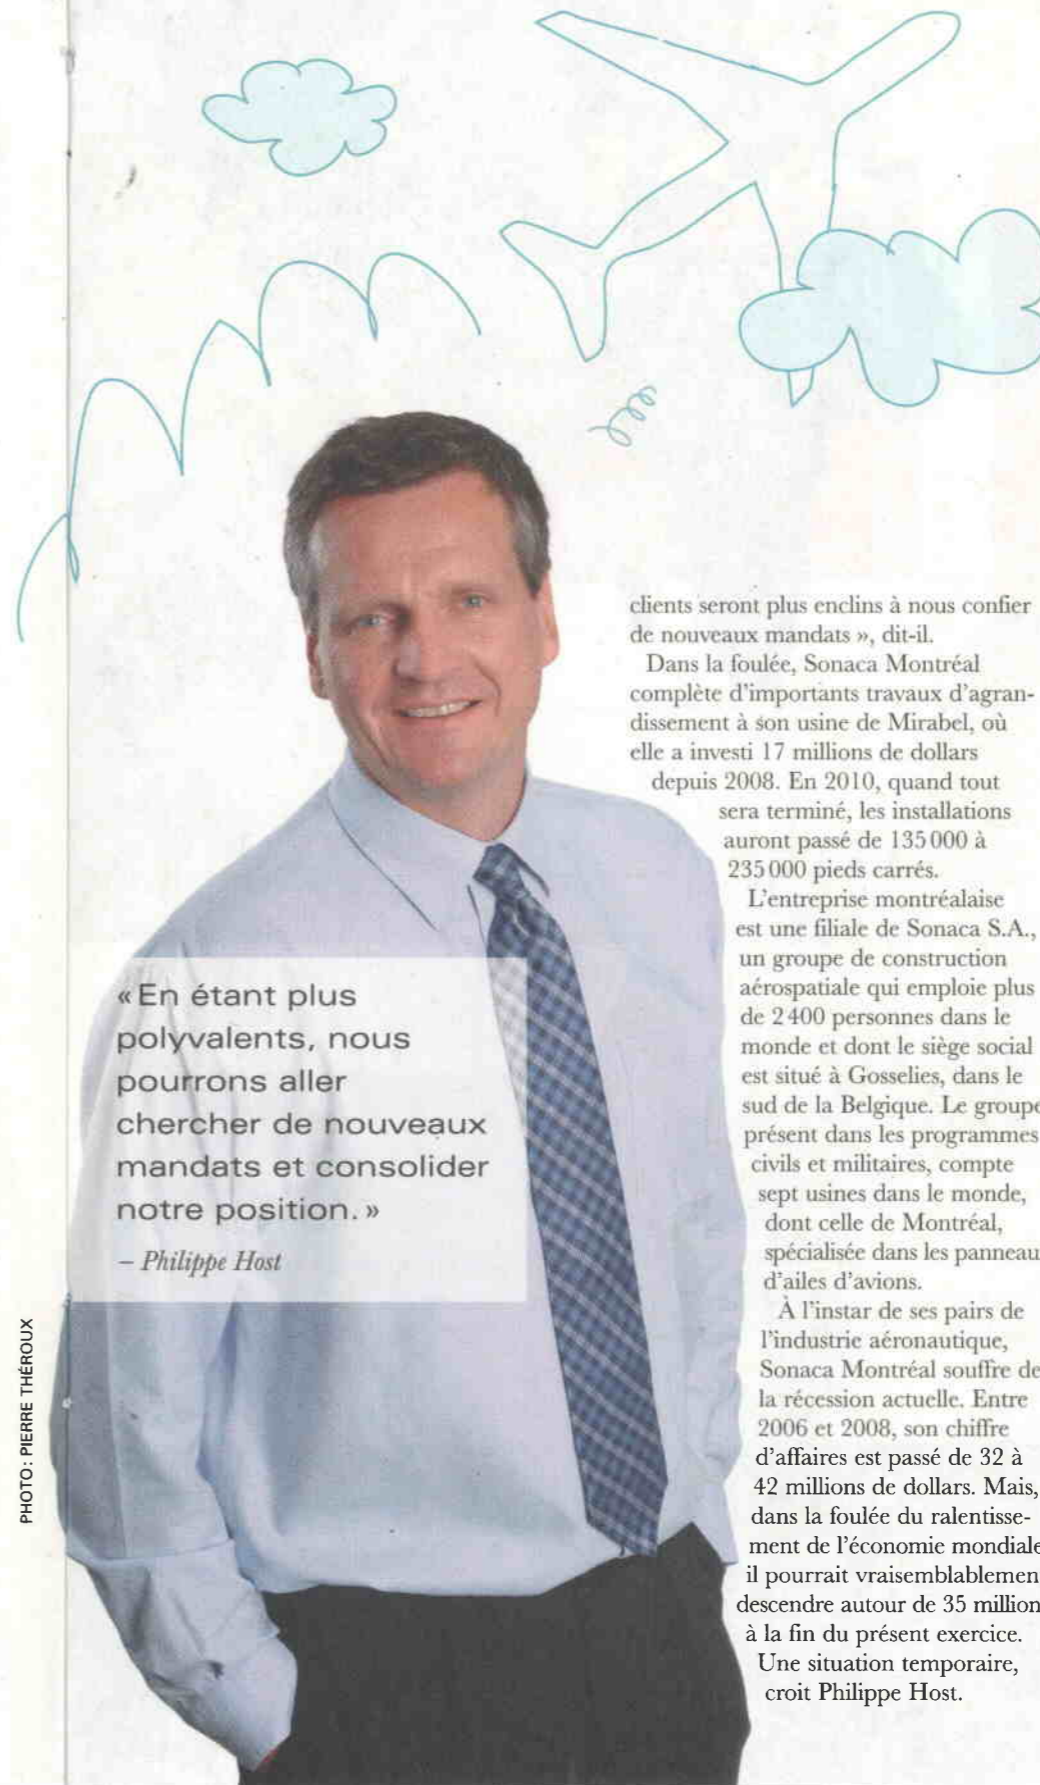 clients seront plus enclins à nous confier
de nouveaux mandats », dit-il.
Dans la foulée, Sonaca Montréal
complète d'importants travaux d'agran-
dissement à son usine de Mirabel, où
elle a investi 17 millions de dollars
depuis 2008. En 2010, quand tout
sera terminé, les installations
auront passé de 135 000 à
235 000 pieds carrés.
L'entreprise montréalaise
est une filiale de Sonaca S.A.,
un groupe de construction
aérospatiale qui emploie plus
de 2 400 personnes dans le
monde et dont le siège social
est situé à Gosselies, dans le
sud de la Belgique. Le groupe
présent dans les programmes
civils et militaires, compte
sept usines dans le monde,
dont celle de Montréal,
spécialisée dans les panneau
d'ailes d'avions.
À l'instar de ses pairs de
l'industrie aéronautique,
Sonaca Montréal souffre de
la récession actuelle. Entre
2006 et 2008, son chiffre
d'affaires est passé de 32 à
42 millions de dollars. Mais,
dans la foulée du ralentisse-
ment de l'économie mondiale
il pourrait vraisemblablemen
descendre autour de 35 million
à la fin du présent exercice.
Une situation temporaire,
croit Philippe Host.
« En étant plus
polyvalents, nous
pourrons aller
chercher de nouveaux
mandats et consolider
notre position. »
– Philippe Host
PHOTO: PIERRE THÉROUX